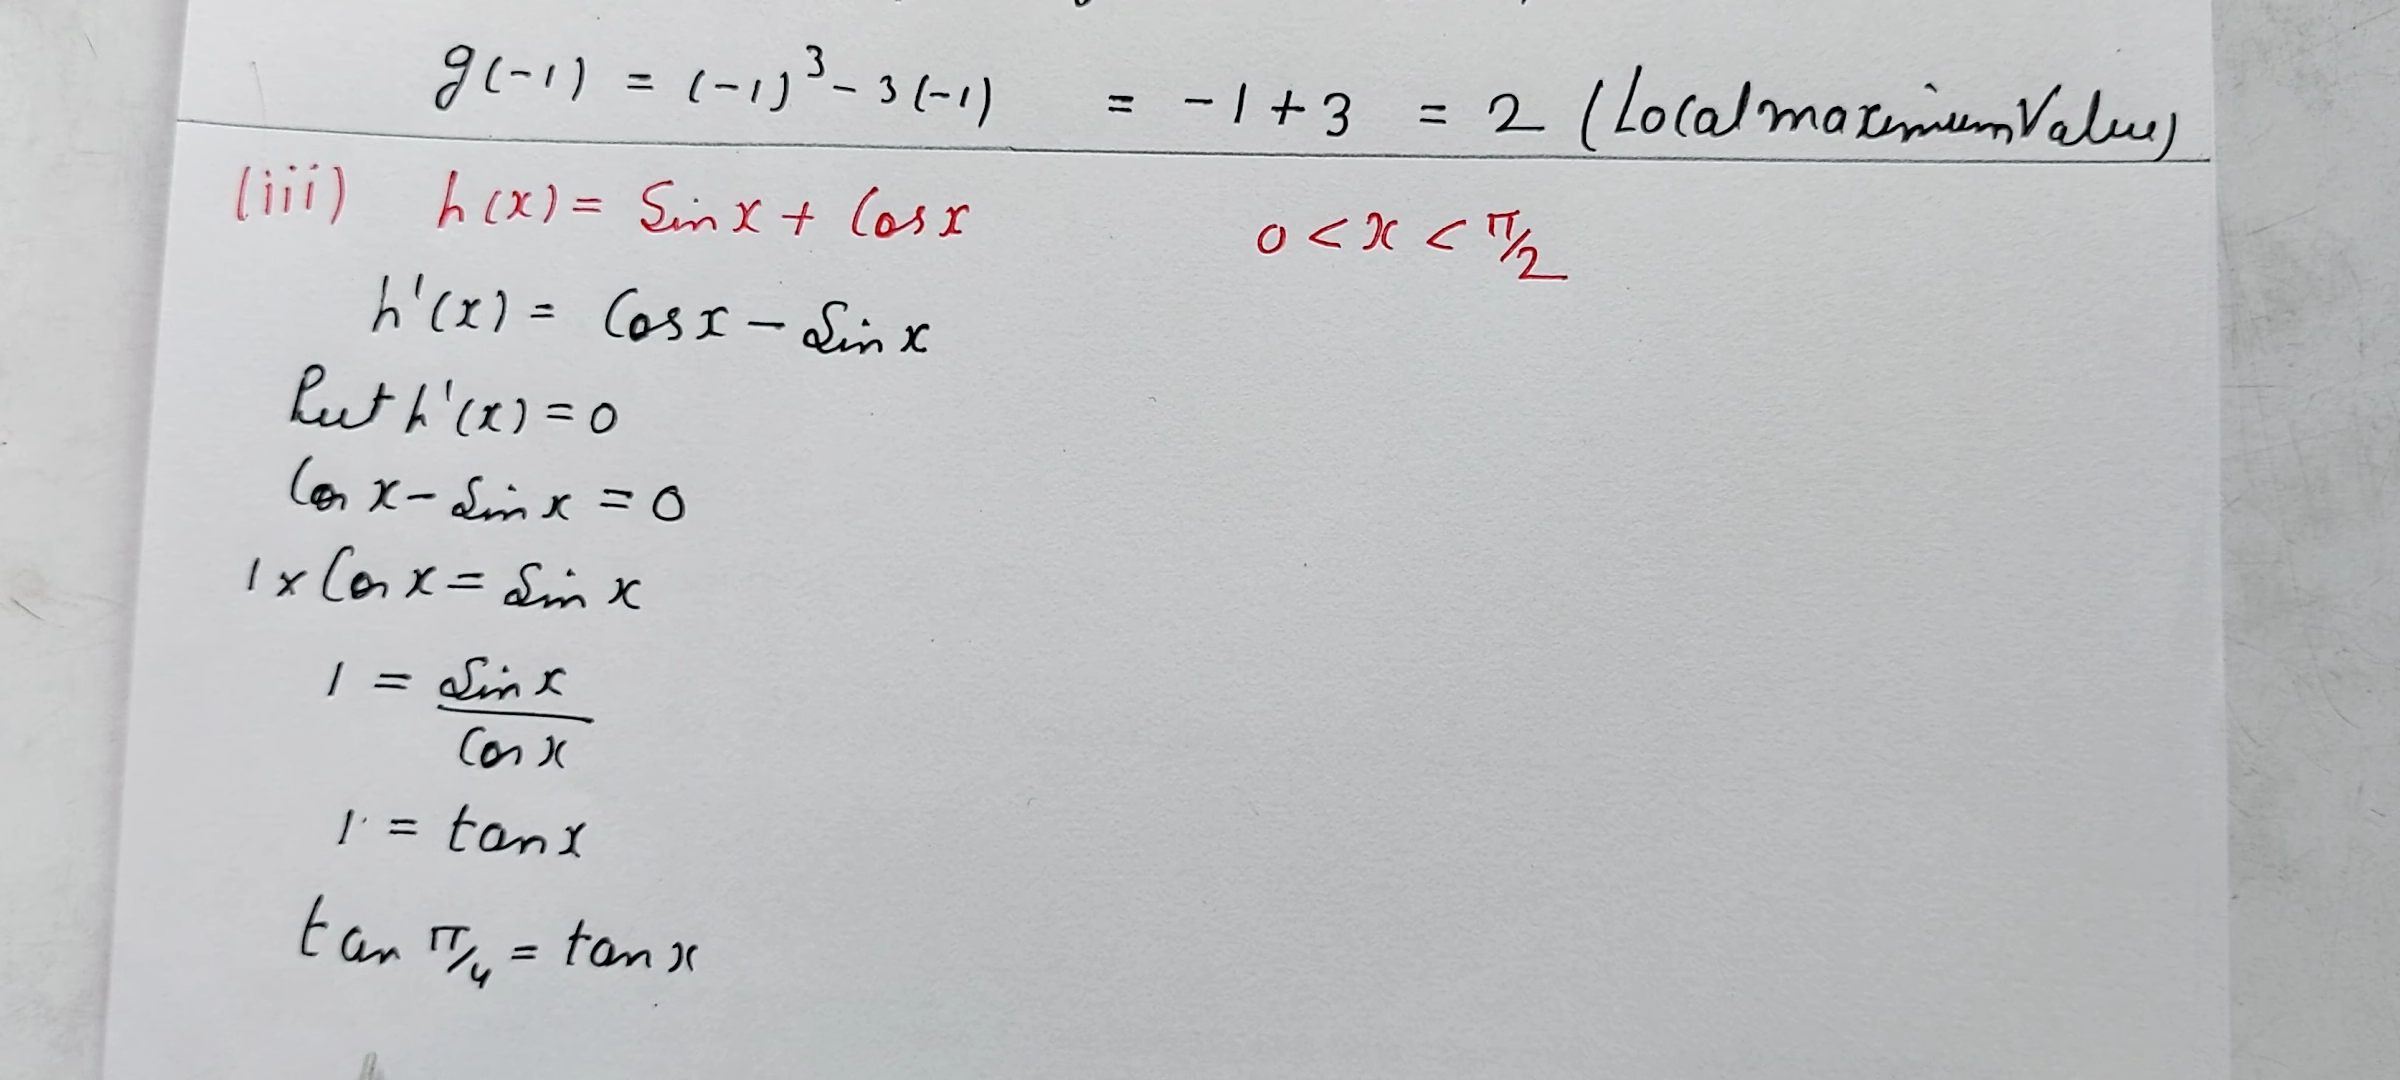 g(-1) = (-1)³ - 3(-1) = -1 + 3 = 2 (Local maximum Value)
(iii) h(x) = Sin x + Cos x 0 < x < π/2
h'(x) = Cos x - Sin x
Put h'(x) = 0
Cos x - Sin x = 0
1 x Cos x = Sin x
1 = Sin x
Cos x
1 = tan x
tan π/4 = tan x